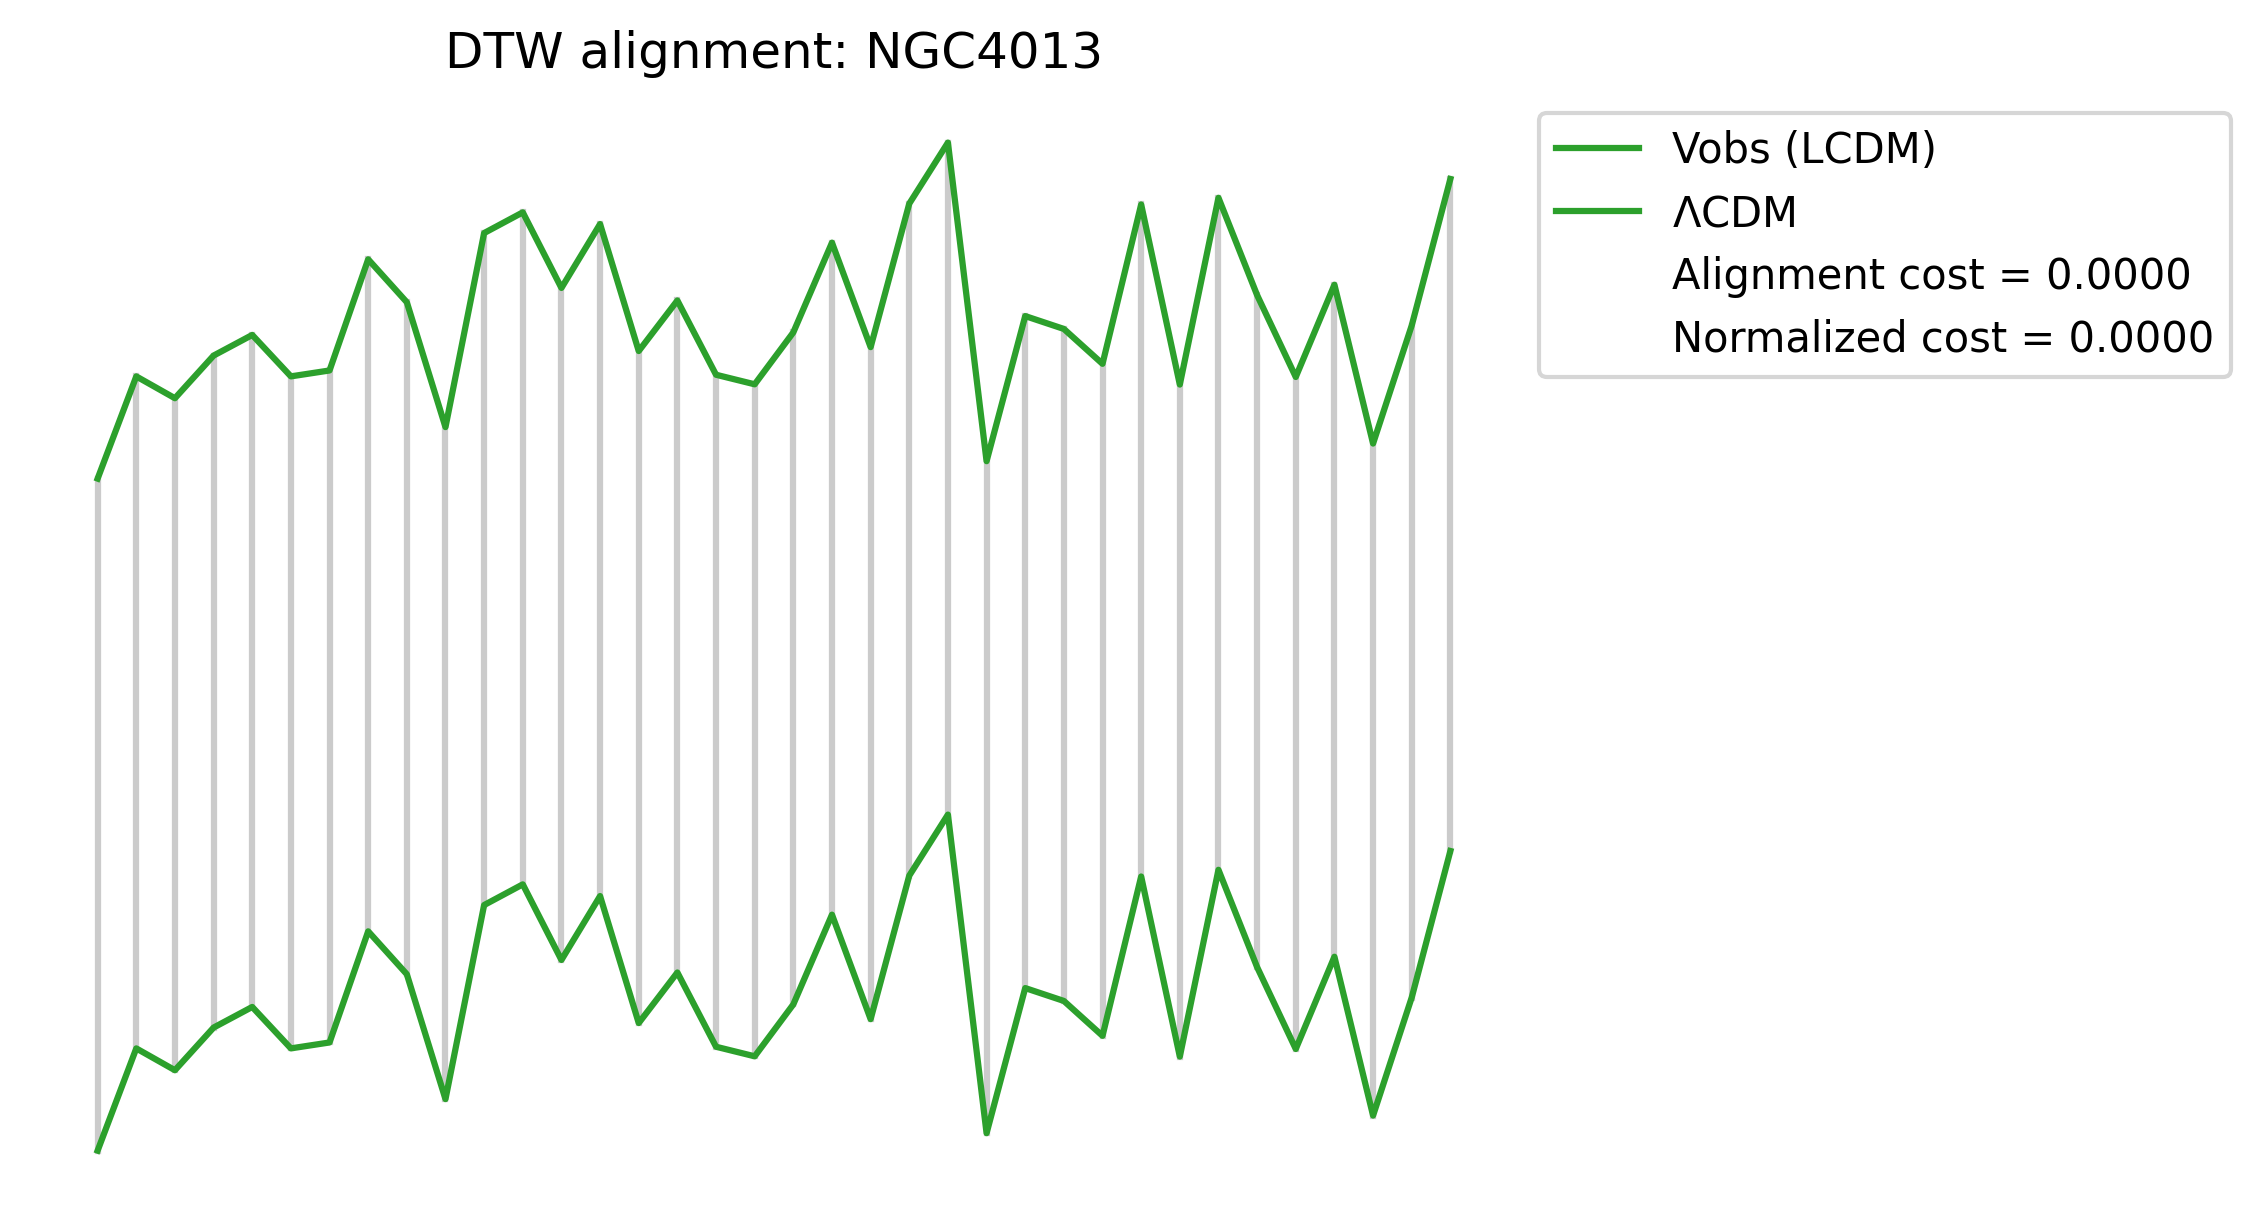 DTW alignment: NGC4013
Vobs (LCDM)
ΛCDM
Alignment cost = 0.0000
Normalized cost = 0.0000